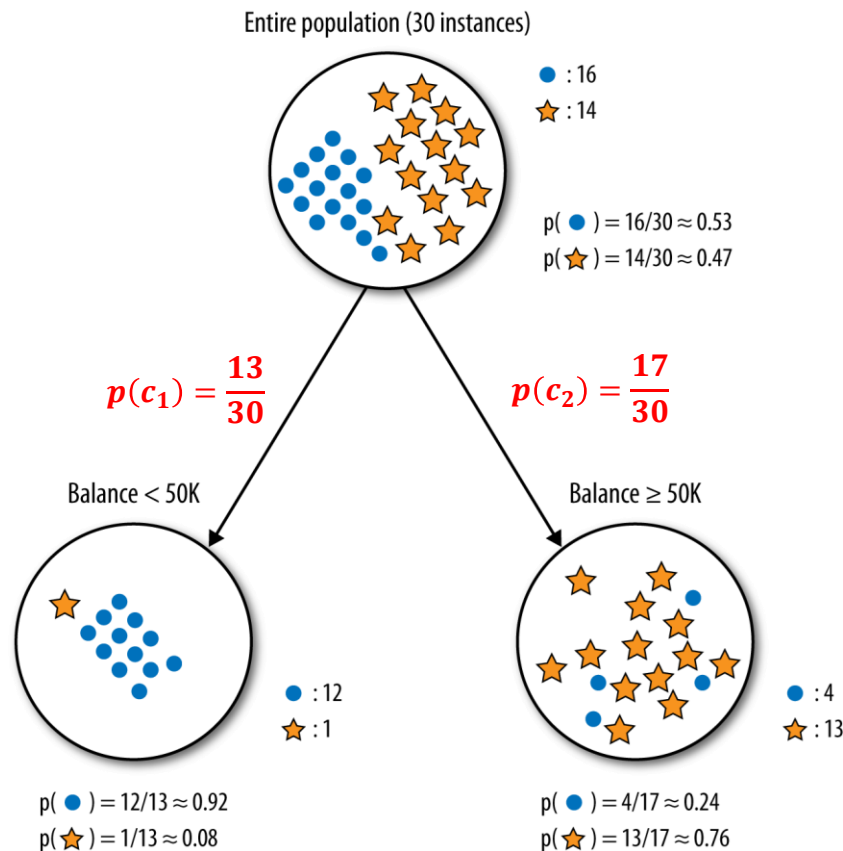 Entire population (30 instances)
: 16
: 14
p( ) = 16/30 ≈ 0.53
p( ) = 14/30 ≈ 0.47
p(c₁) = 13/30
p(c₂) = 17/30
Balance < 50K
Balance ≥ 50K
: 12
: 1
: 4
: 13
p( ) = 12/13 ≈ 0.92
p( ) = 1/13 ≈ 0.08
p( ) = 4/17 ≈ 0.24
p( ) = 13/17 ≈ 0.76